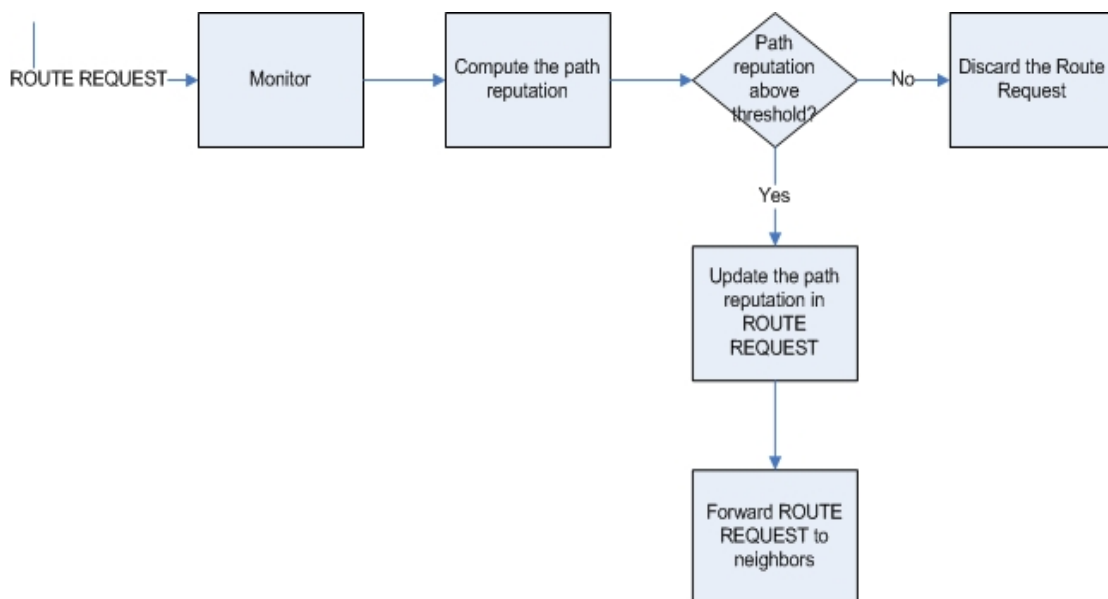 ROUTE REQUEST
Monitor
Compute the path
reputation
Path
reputation
above
threshold?
No
Discard the Route
Request
Yes
Update the path
reputation in
ROUTE
REQUEST
Forward ROUTE
REQUEST to
neighbors